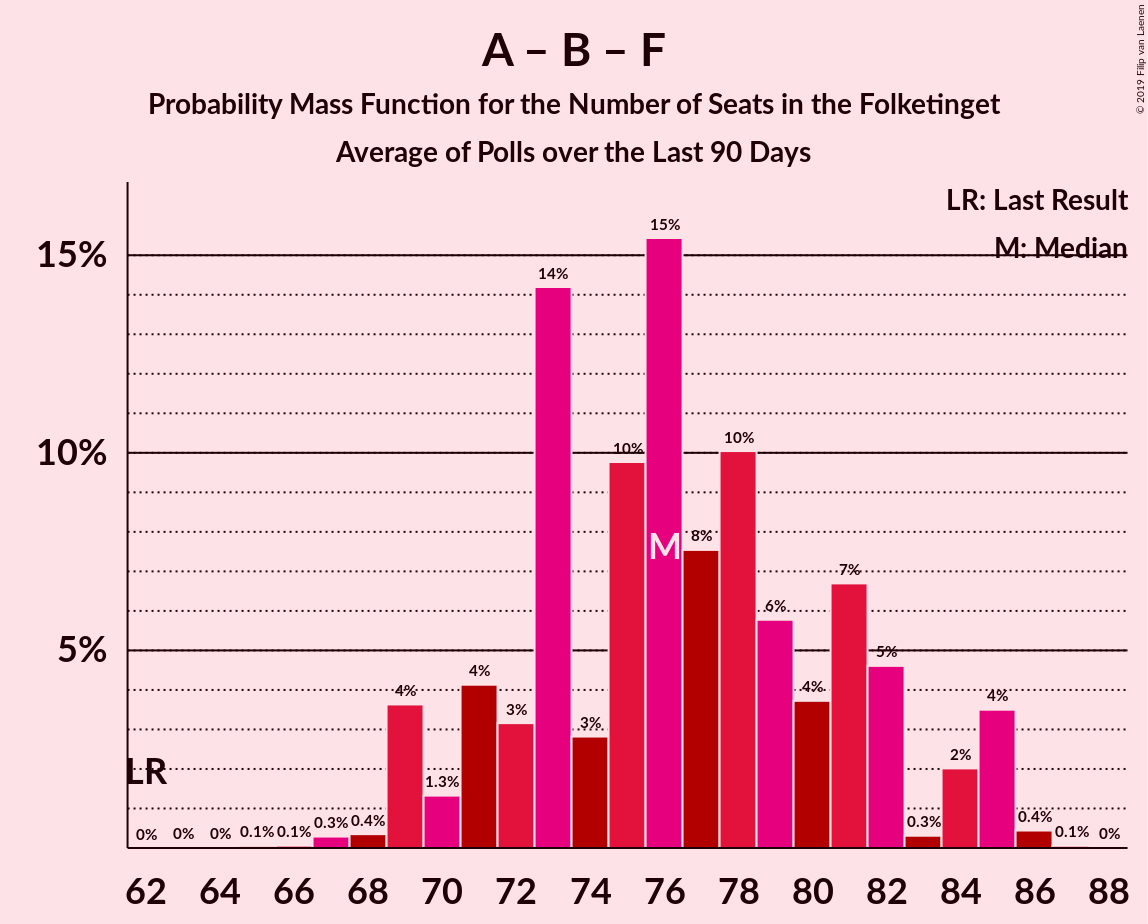 A – B – F
Probability Mass Function for the Number of Seats in the Folketinget
Average of Polls over the Last 90 Days
© 2019 Filip van Laenen
LR: Last Result
M: Median
15%
10%
5%
0% 0% 0% 0.1% 0.1% 0.3% 0.4% 4% 1.3% 4% 3% 14% 3% 10% 15% 8% 10% 6% 4% 7% 5% 0.3% 2% 4% 0.4% 0.1% 0%
M
LR
62 64 66 68 70 72 74 76 78 80 82 84 86 88